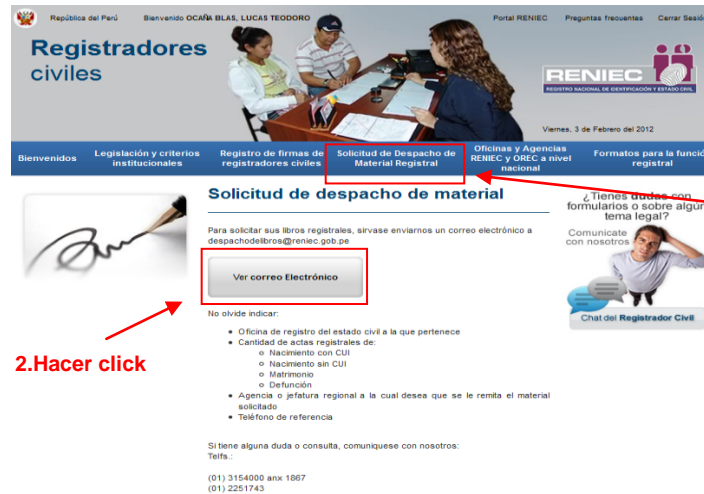 República del Perú
Bienvenido OCAÑA BLAS, LUCAS TEODORO
Portal RENIEC
Preguntas frecuentes
Cerrar Sesió
Registradores
civiles
RENIEC
REGISTRO NACIONAL DE IDENTIFICACIÓN Y ESTADO CIVIL
Viernes, 3 de Febrero del 2012
Bienvenidos
Legislación y criterios
institucionales
Registro de firmas de
registradores civiles
Solicitud de Despacho de
Material Registral
Oficinas y Agencias
RENIEC y OREC a nivel
nacional
Formatos para la funció
registral
Solicitud de despacho de material
Para solicitar sus libros registrales, sirvase enviarnos un correo electrónico a
despachodelibros@reniec.gob.pe
Ver correo Electrónico
No olvide indicar:
Oficina de registro del estado civil a la que pertenece
Cantidad de actas registrales de:
Nacimiento con CUI
Nacimiento sin CUI
Matrimonio
Defunción
Agencia o jefatura regional a la cual desea que se le remita el material
solicitado
Teléfono de referencia
Si tiene alguna duda o consulta, comuniquese con nosotros:
Telfs.:
(01) 3154000 anx 1867
(01) 2251743
¿Tienes dudas con
formularios o sobre algún
tema legal?
Comunicate
con nosotros
Chat del Registrador Civil
2.Hacer click